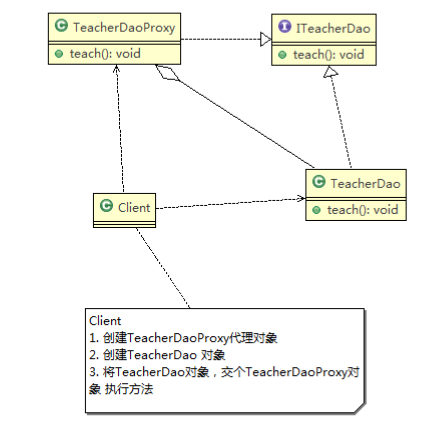 TeacherDaoProxy
teach(): void
ITeacherDao
teach(): void
TeacherDao
teach(): void
Client
Client
1. 创建TeacherDaoProxy代理对象
2. 创建TeacherDao 对象
3. 将TeacherDao对象，交个TeacherDaoProxy对
象 执行方法